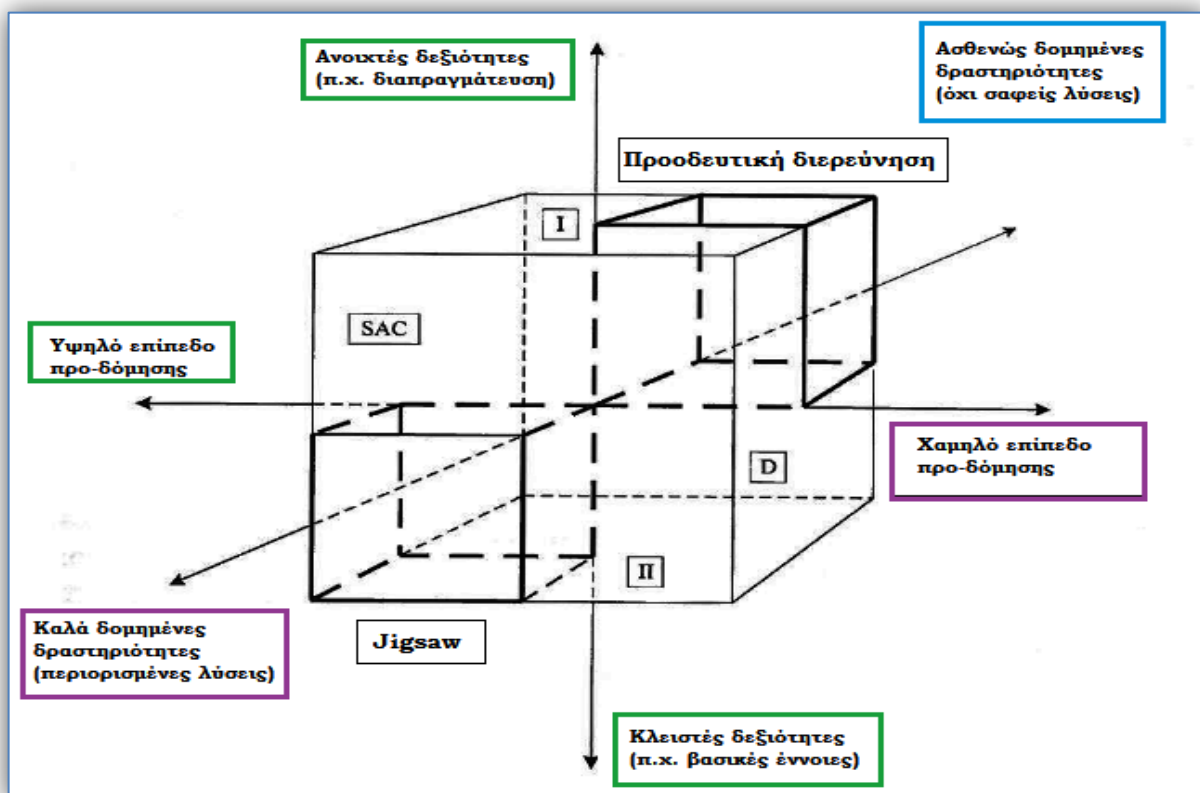 Ανοιχτές δεξιότητες
(π.χ. διαπραγμάτευση)
Ασθενώς δομημένες
δραστηριότητες
(όχι σαφείς λύσεις)
Προοδευτική διερεύνηση
I
SAC
Υψηλό επίπεδο
προ-δόμησης
Χαμηλό επίπεδο
προ-δόμησης
D
II
Καλά δομημένες
δραστηριότητες
(περιορισμένες λύσεις)
Jigsaw
Κλειστές δεξιότητες
(π.χ. βασικές έννοιες)